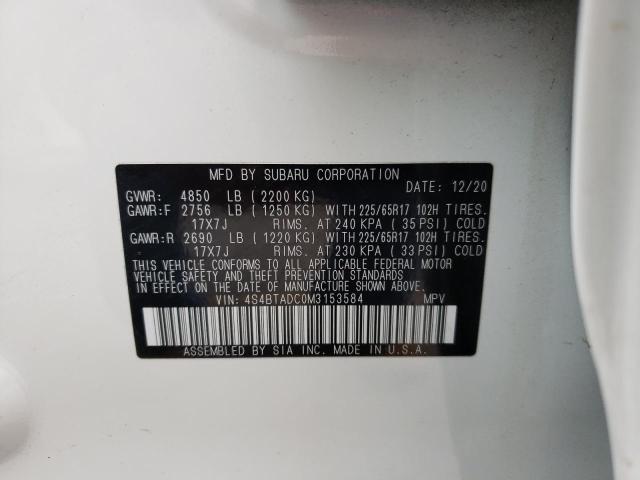 MFD BY SUBARU CORPORATION
DATE: 12/20
GVWR: 4850 LB (2200 KG)
GAWR:F 2756 LB (1250 KG) WITH 225/65R17 102H TIRES.
17X7J RIMS. AT 240 KPA (35 PSI) COLD
GAWR:R 2690 LB (1220 KG) WITH 225/65R17 102H TIRES.
17X7J RIMS. AT 230 KPA (33 PSI) COLD
THIS VEHICLE CONFORMS TO ALL APPLICABLE FEDERAL MOTOR
VEHICLE SAFETY AND THEFT PREVENTION STANDARDS
IN EFFECT ON THE DATE OF MANUFACTURE SHOWN ABOVE.
VIN: 4S4BTADC0M3153584 MPV
ASSEMBLED BY SIA INC. MADE IN U.S.A.